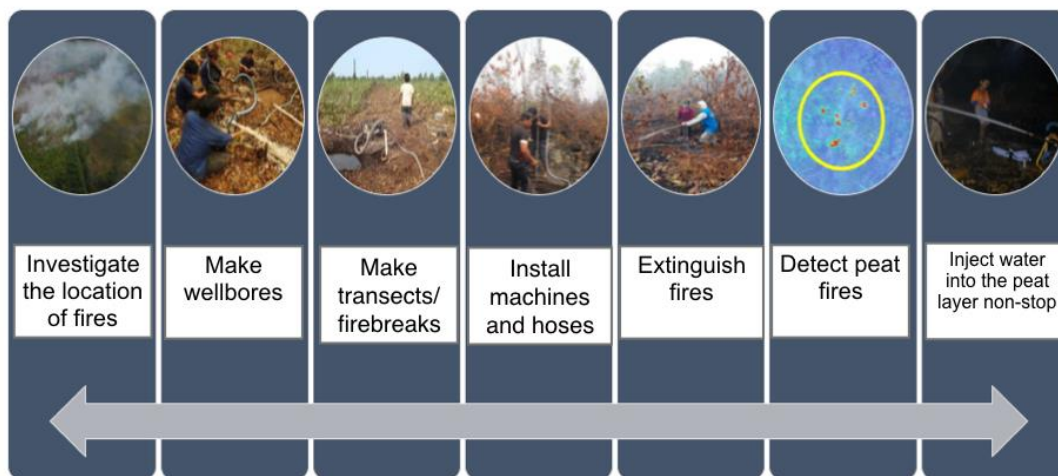 Investigate
the location
of fires
Make
wellbores
Make
transects/
firebreaks
Install
machines
and hoses
Extinguish
fires
Detect peat
fires
Inject water
into the peat
layer non-stop